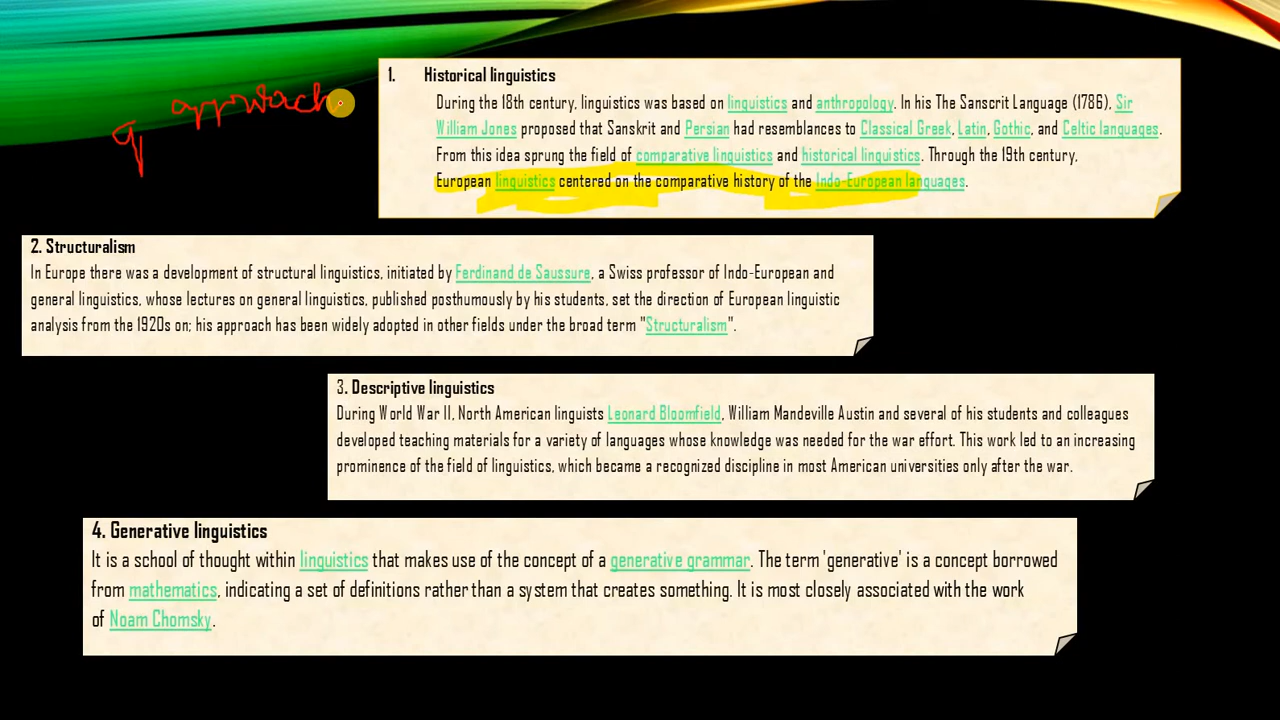 approach
1. Historical linguistics
During the 18th century, linguistics was based on linguistics and anthropology. In his The Sanscrit Language (1786), Sir
William Jones proposed that Sanskrit and Persian had resemblances to Classical Greek, Latin, Gothic, and Celtic languages.
From this idea sprung the field of comparative linguistics and historical linguistics. Through the 19th century,
European linguistics centered on the comparative history of the Indo-European languages.
2. Structuralism
In Europe there was a development of structural linguistics, initiated by Ferdinand de Saussure, a Swiss professor of Indo-European and
general linguistics, whose lectures on general linguistics, published posthumously by his students, set the direction of European linguistic
analysis from the 1920s on; his approach has been widely adopted in other fields under the broad term "Structuralism".
3. Descriptive linguistics
During World War II, North American linguists Leonard Bloomfield, William Mandeville Austin and several of his students and colleagues
developed teaching materials for a variety of languages whose knowledge was needed for the war effort. This work led to an increasing
prominence of the field of linguistics, which became a recognized discipline in most American universities only after the war.
4. Generative linguistics
It is a school of thought within linguistics that makes use of the concept of a generative grammar. The term 'generative' is a concept borrowed
from mathematics, indicating a set of definitions rather than a system that creates something. It is most closely associated with the work
of Noam Chomsky.